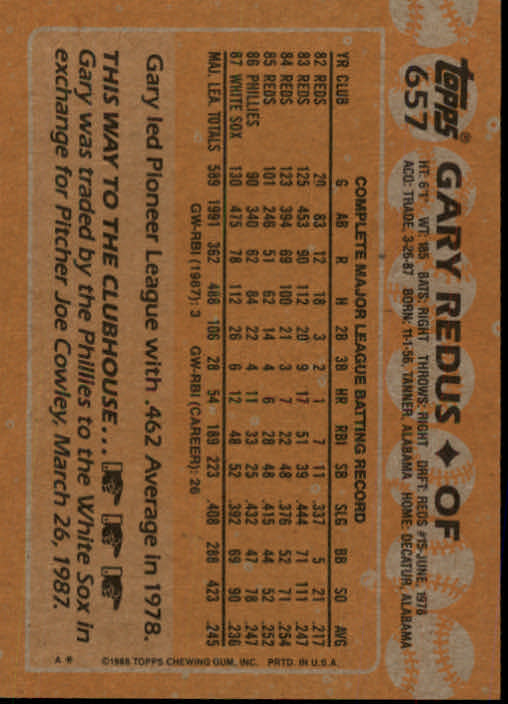 topps®
657
GARY REDUS ✦ OF
HT: 6'1" WT: 185 BATS: RIGHT THROWS: RIGHT DRAFT: REDS #15-JUNE, 1978
ACQ: TRADE, 3-26-87 BORN: 11-1-56, TANNER, ALABAMA HOME: DECATUR, ALABAMA
COMPLETE MAJOR LEAGUE BATTING RECORD
YR CLUB G AB R H 2B 3B HR RBI SB SLG BB SO AVG
82 REDS 20 83 12 18 3 2 1 7 11 .337 5 21 .217
83 REDS 125 453 90 112 20 9 17 51 39 .444 71 111 .247
84 REDS 123 394 69 100 21 3 7 22 48 .376 52 71 .254
85 REDS 101 246 51 62 14 4 6 28 48 .415 44 52 .252
86 PHILLIES 90 340 62 84 22 4 11 33 25 .432 47 78 .247
87 WHITE SOX 130 475 78 112 26 6 12 48 52 .392 69 90 .236
MAJ. LEA. TOTALS 589 1991 362 488 106 28 54 189 223 .408 288 423 .245
GW-RBI (1987): 3 GW-RBI (CAREER): 26
Gary led Pioneer League with .462 Average in 1978.
THIS WAY TO THE CLUBHOUSE...
Gary was traded by the Phillies to the White Sox in
exchange for Pitcher Joe Cowley, March 26, 1987.
©1988 TOPPS CHEWING GUM, INC. PRTD. IN U.S.A.
A